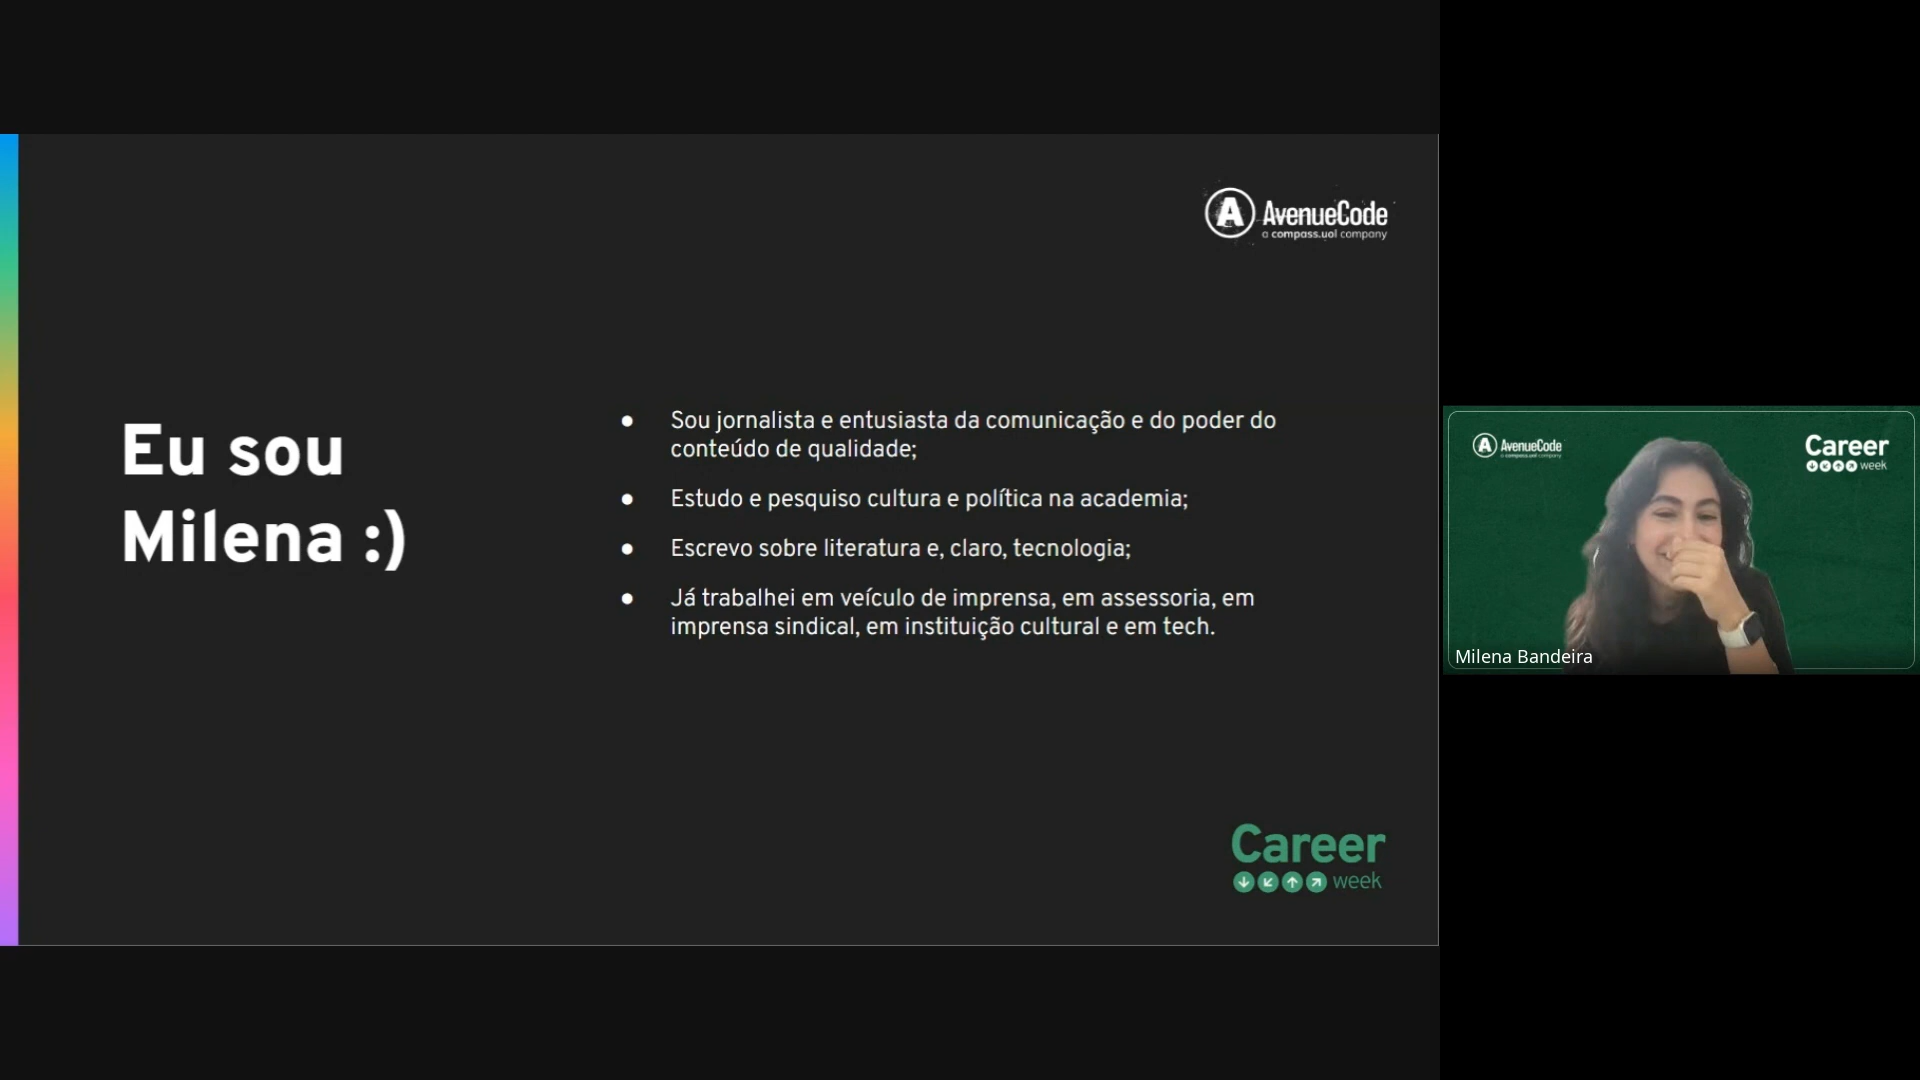 AvenueCode
a compass.uol company
Eu sou
Milena :)
● Sou jornalista e entusiasta da comunicação e do poder do
conteúdo de qualidade;
● Estudo e pesquiso cultura e política na academia;
● Escrevo sobre literatura e, claro, tecnologia;
● Já trabalhei em veículo de imprensa, em assessoria, em
imprensa sindical, em instituição cultural e em tech.
Career
week
AvenueCode
a compass.uol company
Career
week
Milena Bandeira